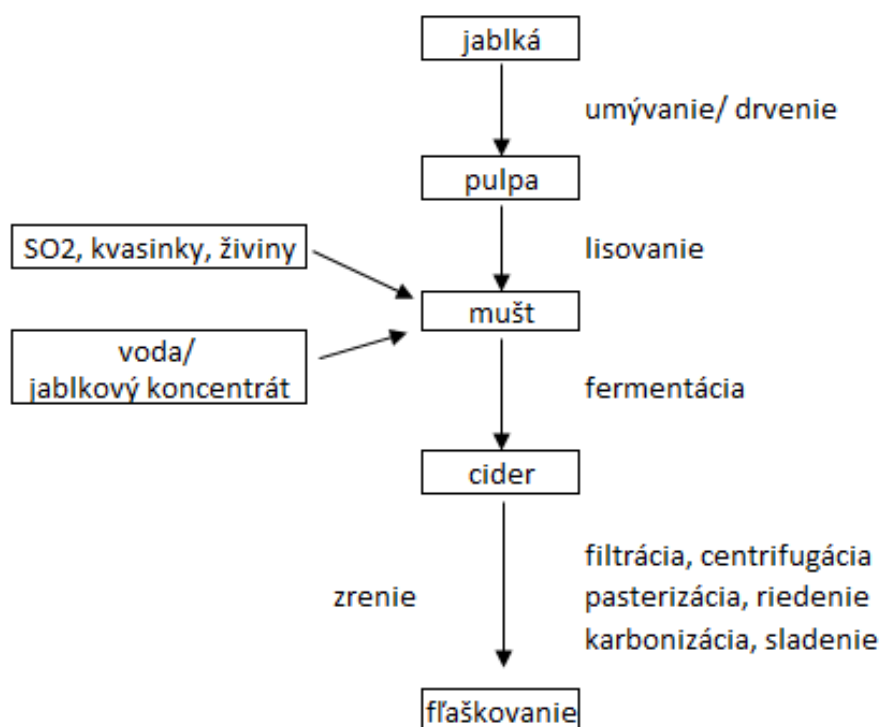 jablká
umývanie/ drvenie
pulpa
SO2, kvasinky, živiny
lisovanie
mušt
voda/
jablkový koncentrát
fermentácia
cider
filtrácia, centrifugácia
zrenie
pasterizácia, riedenie
karbonizácia, sladenie
fľaškovanie